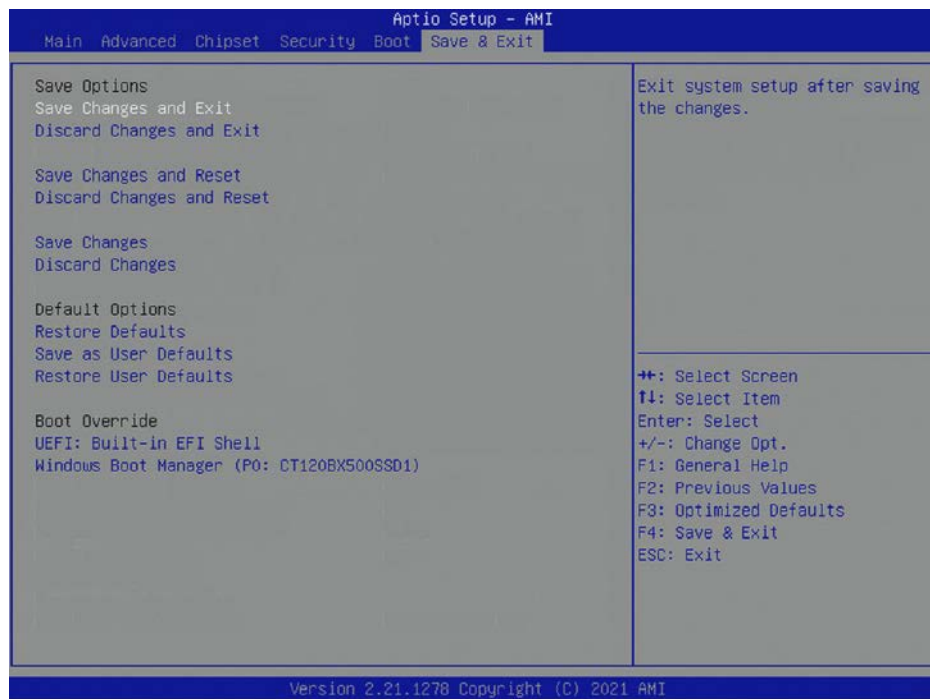 Aptio Setup - AMI
Main Advanced Chipset Security Boot Save & Exit
Save Options
Save Changes and Exit
Discard Changes and Exit
Save Changes and Reset
Discard Changes and Reset
Save Changes
Discard Changes
Default Options
Restore Defaults
Save as User Defaults
Restore User Defaults
Boot Override
UEFI: Built-in EFI Shell
Windows Boot Manager (P0: CT120BX500SSD1)
Exit system setup after saving
the changes.
→←: Select Screen
↑↓: Select Item
Enter: Select
+/-: Change Opt.
F1: General Help
F2: Previous Values
F3: Optimized Defaults
F4: Save & Exit
ESC: Exit
Version 2.21.1278 Copyright (C) 2021 AMI